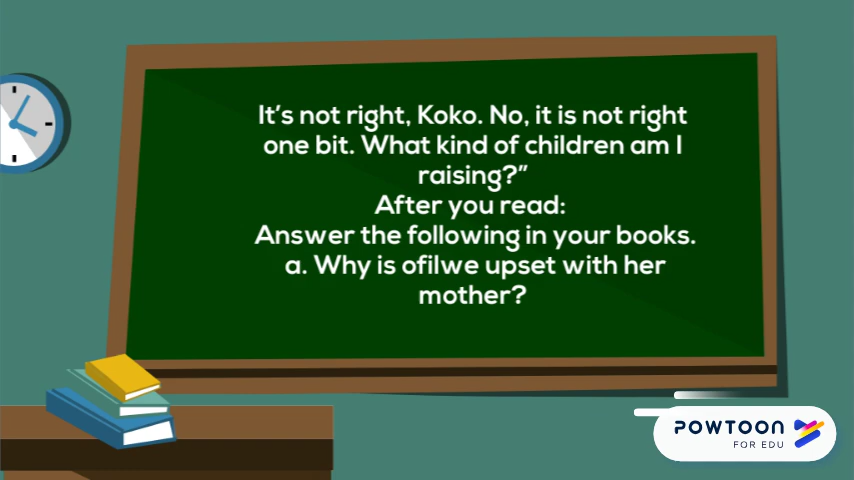 It's not right, Koko. No, it is not right
one bit. What kind of children am I
raising?”
After you read:
Answer the following in your books.
a. Why is ofilwe upset with her
mother?
POWTOON
FOR EDU